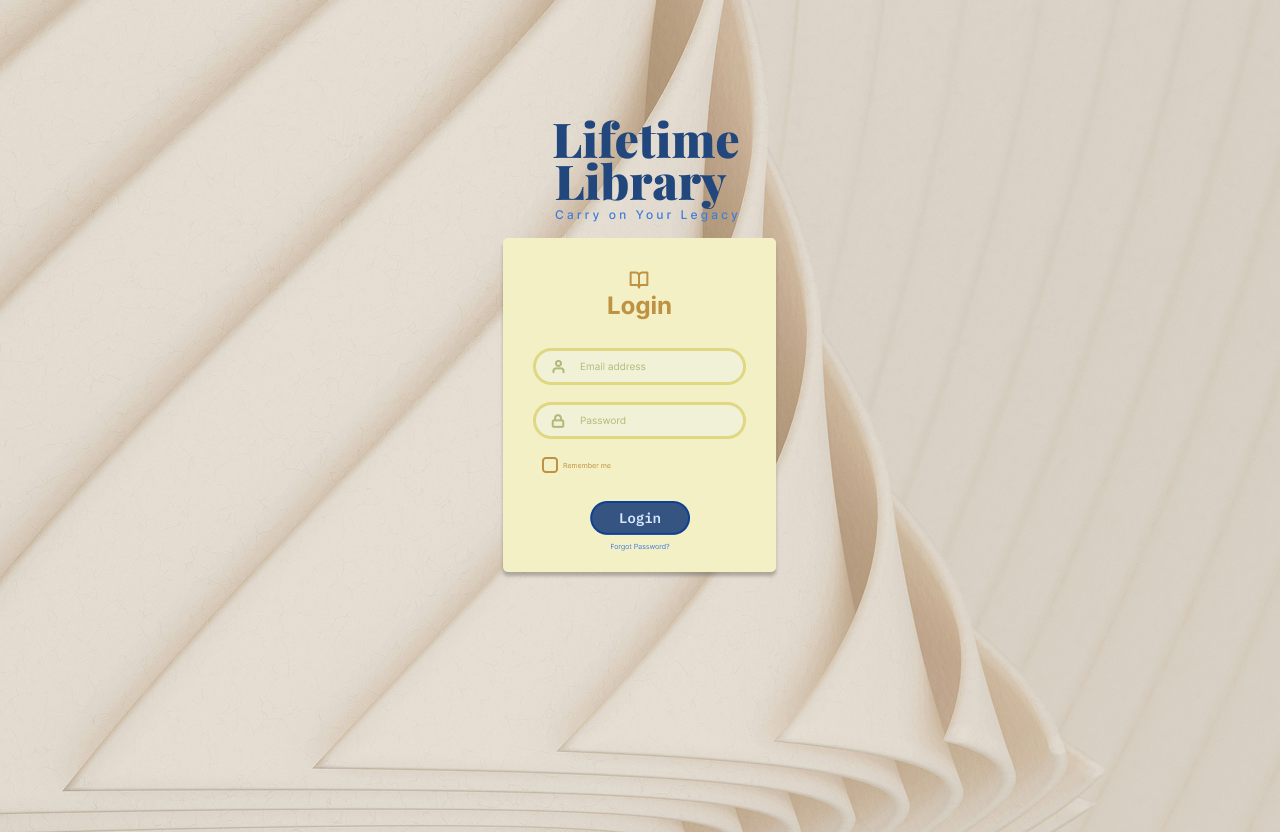 Lifetime
Library
Carry on Your Legacy
Login
Email address
Password
Remember me
Login
Forgot Password?